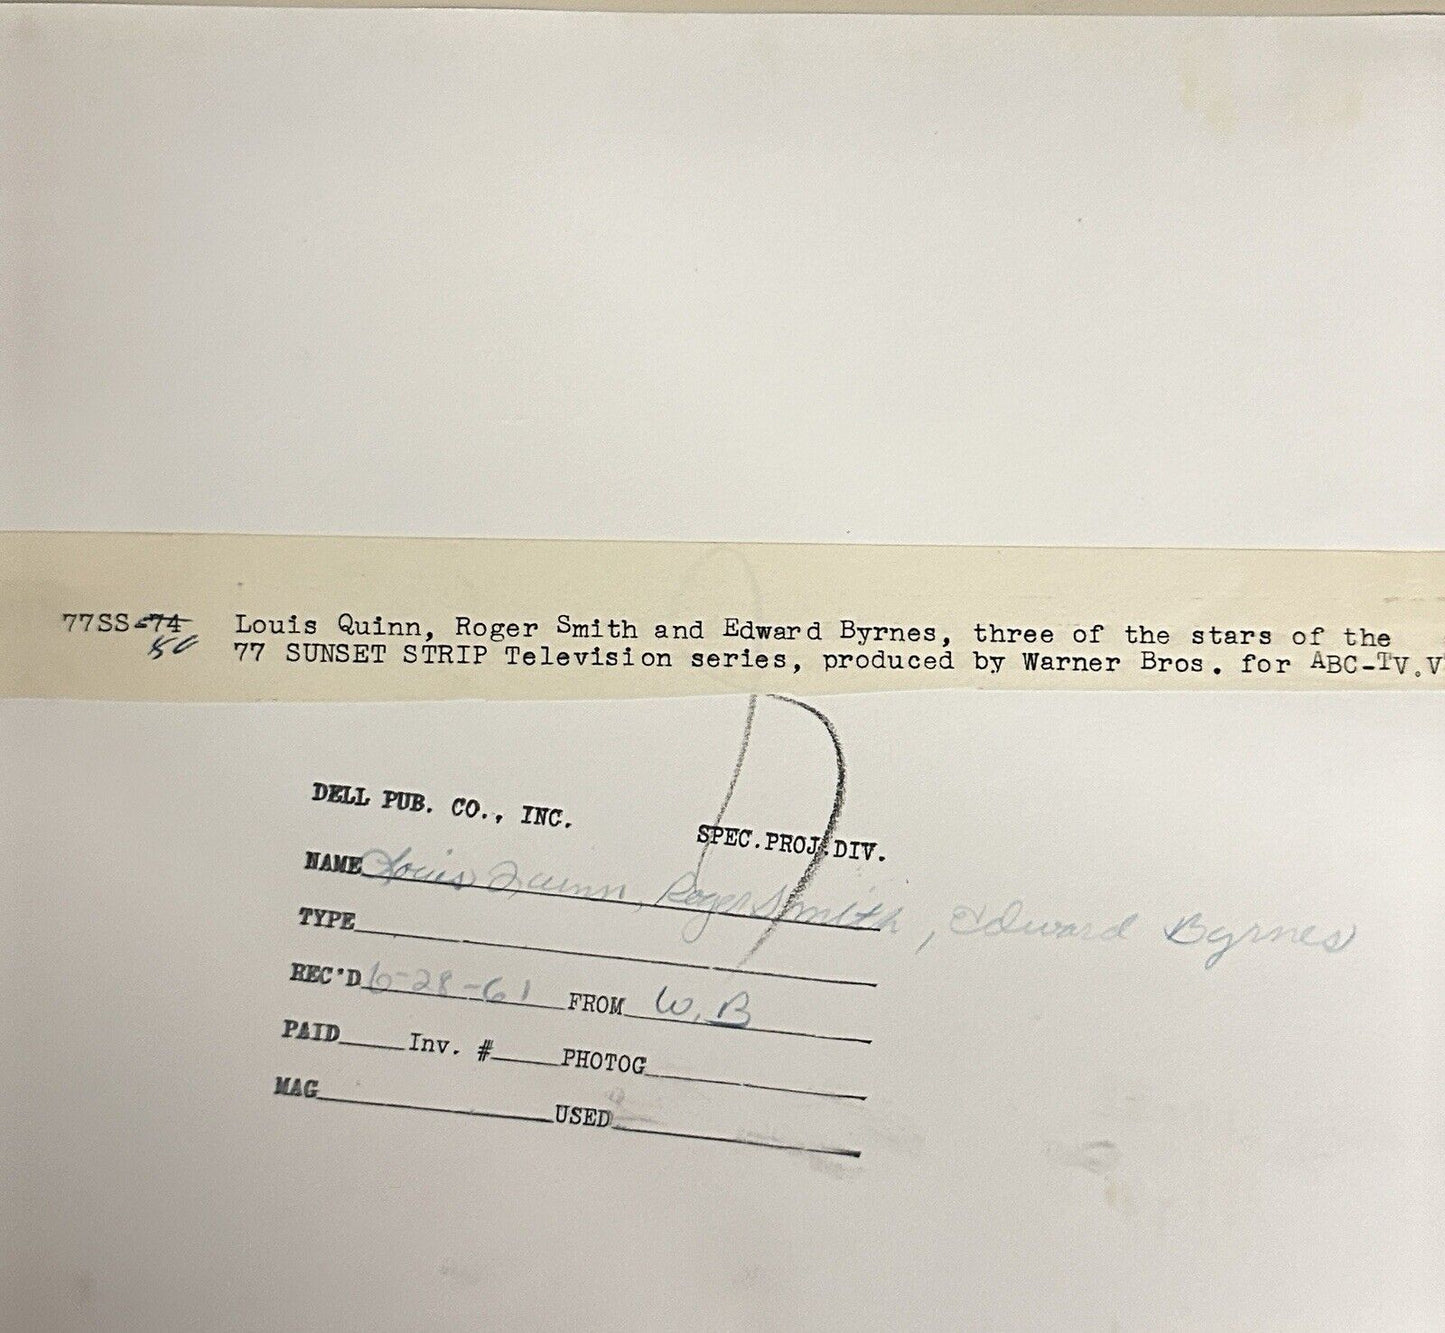 77SS-74 Louis Quinn, Roger Smith and Edward Byrnes, three of the stars of the
77 SUNSET STRIP Television series, produced by Warner Bros. for ABC-TV.V
DELL PUB. CO., INC. SPEC.PROJ.DIV.
NAME Louis Quinn, Roger Smith, Edward Byrnes
TYPE
REC'D 6-28-61 FROM W.B
PAID Inv. # PHOTOG
MAG USED